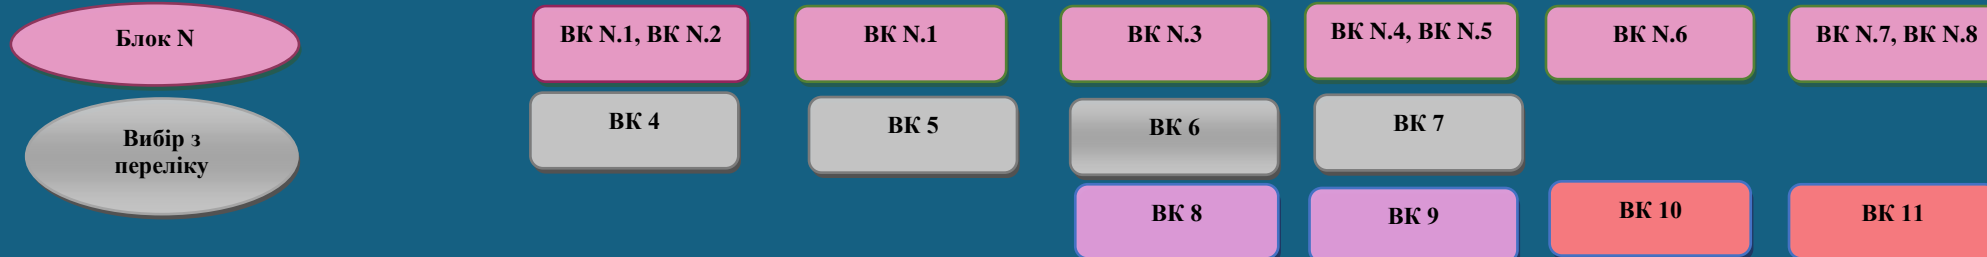 Блок N
ВК N.1, ВК N.2
ВК N.1
ВК N.3
ВК N.4, ВК N.5
ВК N.6
ВК N.7, ВК N.8
Вибір з
переліку
ВК 4
ВК 5
ВК 6
ВК 7
ВК 8
ВК 9
ВК 10
ВК 11